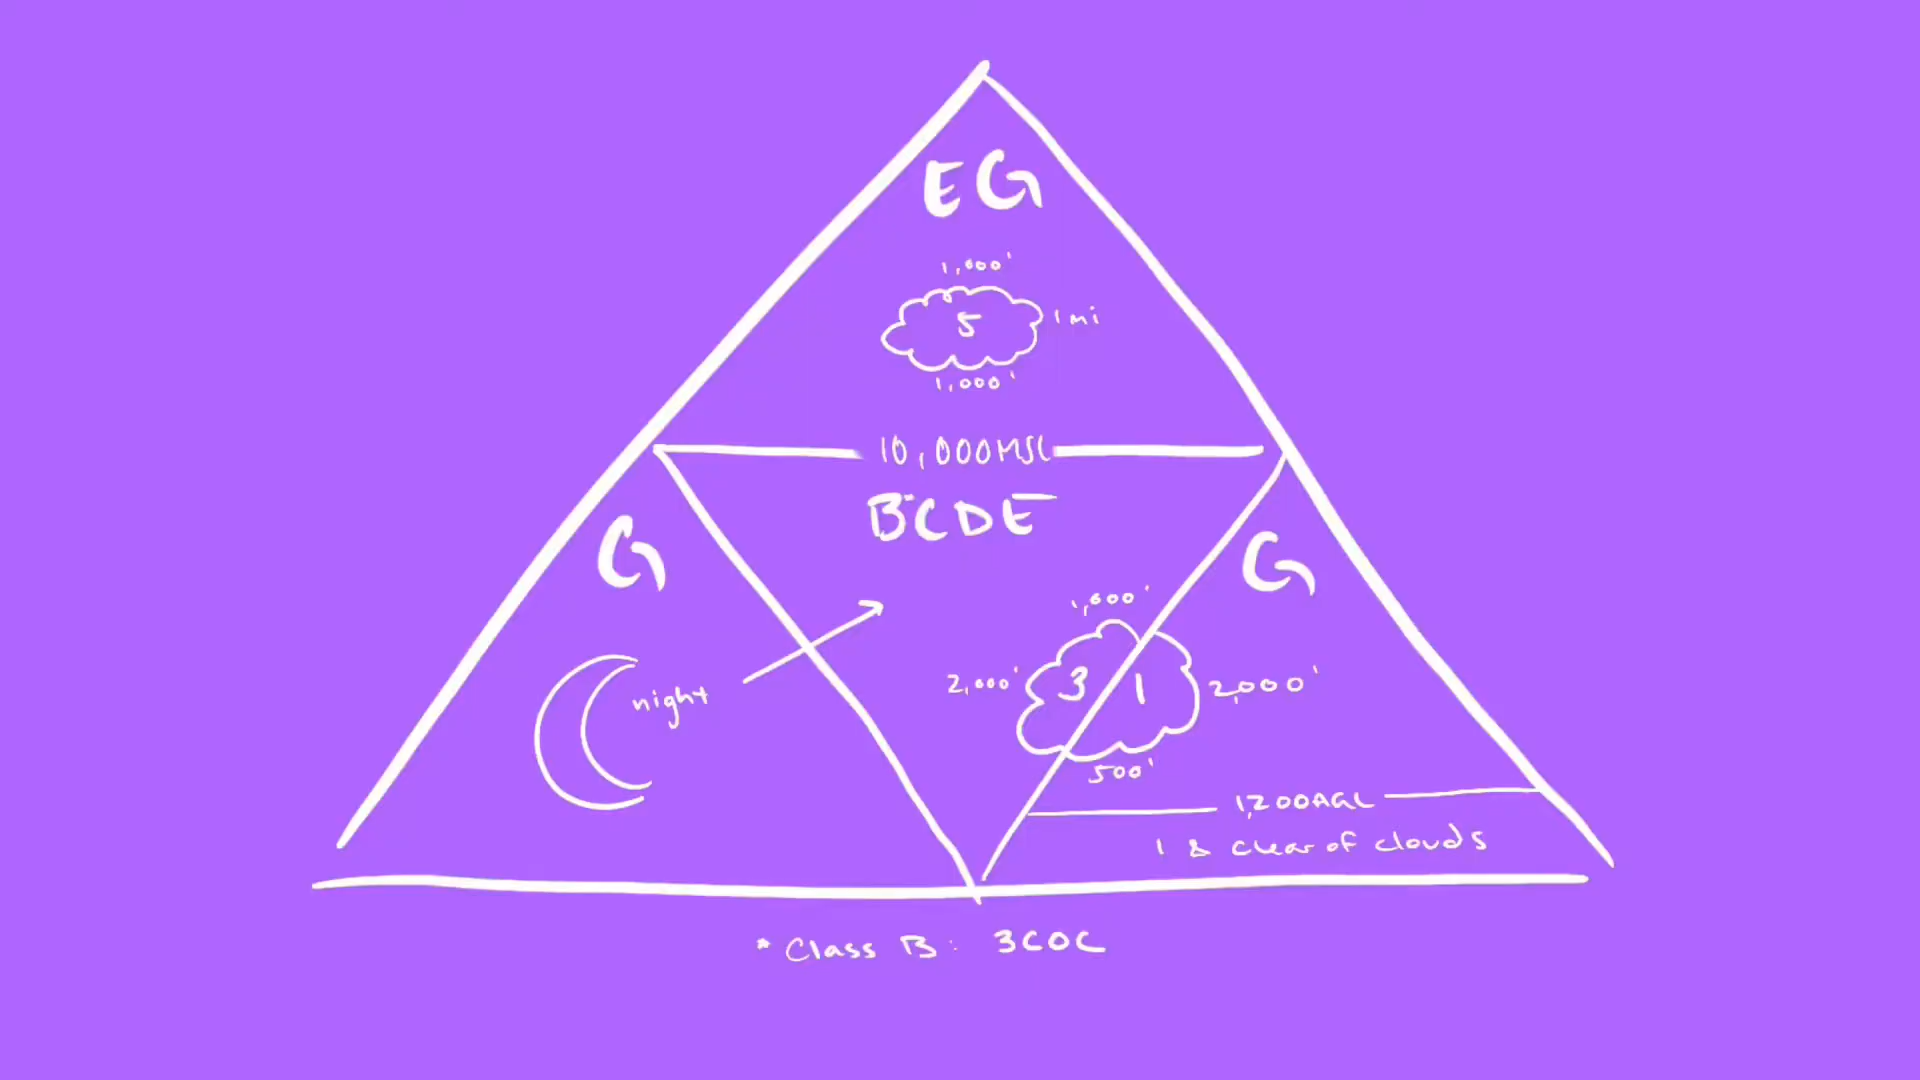 EG
1,000'
5
1 mi
1,000'
10,000MSL
BCDE
G
G
night
1,000'
2,000'
3
1
2,000'
500'
1,200AGL
1 & clear of clouds
* Class B: 3COC